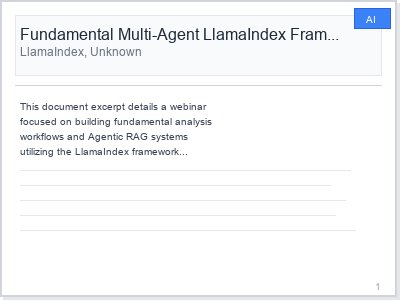 AI
Fundamental Multi-Agent LlamaIndex Fram...
LlamaIndex, Unknown
This document excerpt details a webinar
focused on building fundamental analysis
workflows and Agentic RAG systems
utilizing the LlamaIndex framework...
1